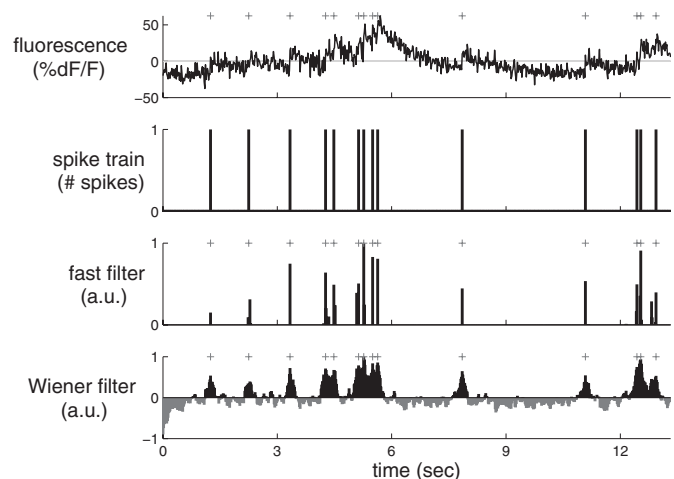 50
fluorescence
(%dF/F)
0
−50
1
spike train
(# spikes)
0
1
fast filter
(a.u.)
0
1
Wiener filter
(a.u.)
0
−1
0 3 6 9 12
time (sec)